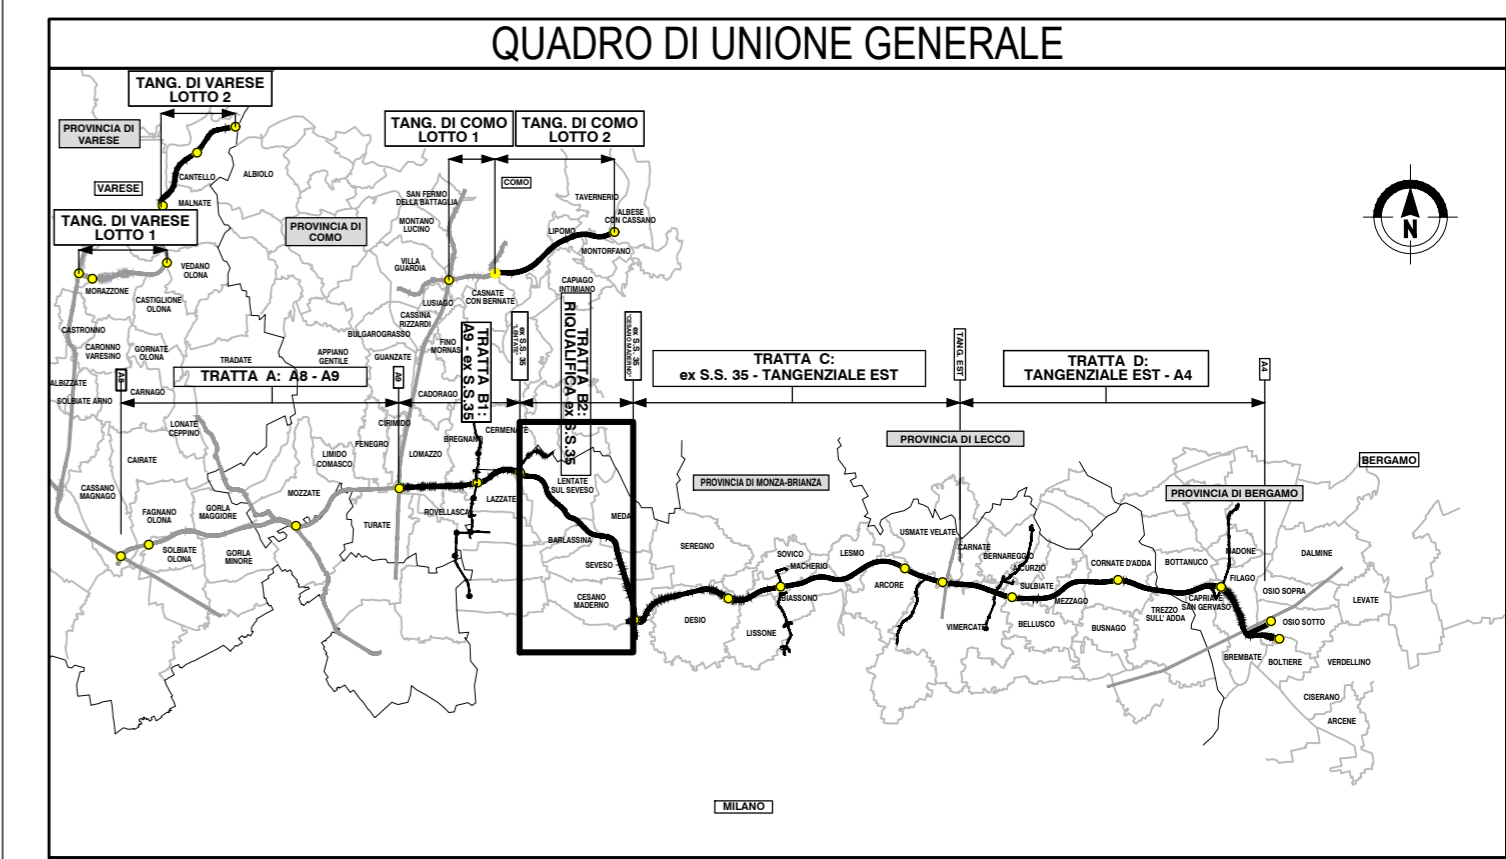 QUADRO DI UNIONE GENERALE
TANG. DI VARESE
LOTTO 2
PROVINCIA DI
VARESE
VARESE
CANTELLO
ALBIOLO
MALNATE
TANG. DI VARESE
LOTTO 1
VEDANO
OLONA
MORAZZONE
CASTIGLIONE
OLONA
PROVINCIA DI
COMO
TANG. DI COMO
LOTTO 1
TANG. DI COMO
LOTTO 2
COMO
SAN FERMO
DELLA BATTAGLIA
MONTANO
LUCINO
VILLA
GUARDIA
TAVERNERIO
ALBESE
CON CASSANO
LIPOMO
MONTORFANO
CAPIAGO
INTIMIANO
LUSIAGO
CASNATE
CON BERNATE
CASSINA
RIZZARDI
BULGAROGRASSO
FINO
MORNAS
GUANZATE
APPIANO
GENTILE
CASTRONNO
CARONNO
VARESINO
GORNATE
OLONA
TRADATE
ALBIZZATE
CARNAGO
SOLBIATE ARNO
A8
TRATTA A: A8 - A9
A9
CADORAGO
TRATTA B1:
A9 - ex S.S.35
ex S.S. 35
"LENTATE"
TRATTA B2:
RIQUALIFICA ex S.S.35
ex S.S. 35
"CESANO MADERNO"
TRATTA C:
ex S.S. 35 - TANGENZIALE EST
TANG. EST
TRATTA D:
TANGENZIALE EST - A4
A4
N
LONATE
CEPPINO
CIRIMIDO
FENEGRO
LIMIDO
COMASCO
LOMAZZO
BREGNANO
CERMENATE
CAIRATE
CASSANO
MAGNAGO
FAGNANO
OLONA
GORLA
MAGGIORE
MOZZATE
SOLBIATE
OLONA
GORLA
MINORE
TURATE
ROVELLASCA
LAZZATE
LENTATE
SUL SEVESO
MEDA
BARLASSINA
SEVESO
CESANO
MADERNO
PROVINCIA DI LECCO
PROVINCIA DI MONZA-BRIANZA
BERGAMO
PROVINCIA DI BERGAMO
SEREGNO
DESIO
LISSONE
SOVICO
MACHERIO
BIASSONO
LESMO
ARCORE
USMATE VELATE
CARNATE
BERNAREGGIO
AICURZIO
SULBIATE
MEZZAGO
VIMERCATE
BELLUSCO
BUSNAGO
CORNATE D'ADDA
BOTTANUCO
TREZZO
SULL' ADDA
MADONE
FILAGO
CAPRIATE
SAN GERVASO
DALMINE
OSIO SOPRA
LEVATE
OSIO SOTTO
BREMBATE
BOLTIERE
VERDELLINO
CISERANO
ARCENE
MILANO